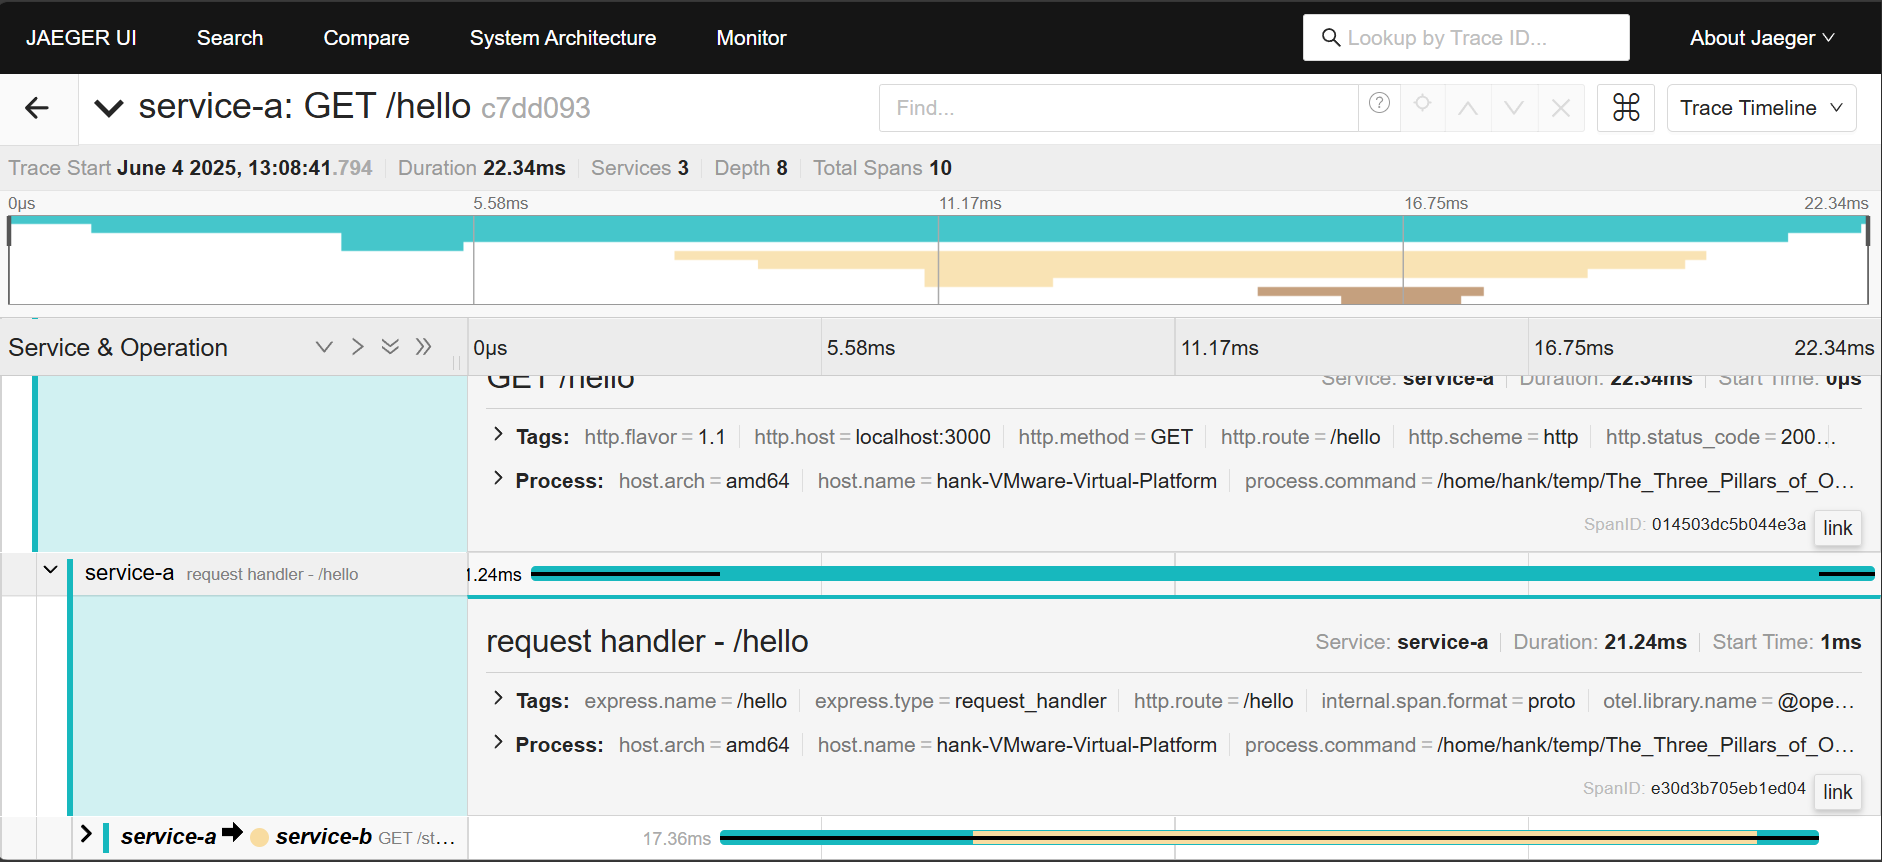 JAEGER UI Search Compare System Architecture Monitor Lookup by Trace ID... About Jaeger
service-a: GET /hello c7dd093 Find... ? Trace Timeline
Trace Start June 4 2025, 13:08:41.794 Duration 22.34ms Services 3 Depth 8 Total Spans 10
0μs 5.58ms 11.17ms 16.75ms 22.34ms
Service & Operation 0μs 5.58ms 11.17ms 16.75ms 22.34ms
GET /hello Service: service-a Duration: 22.34ms Start Time: 0μs
Tags: http.flavor = 1.1 http.host = localhost:3000 http.method = GET http.route = /hello http.scheme = http http.status_code = 200…
Process: host.arch = amd64 host.name = hank-VMware-Virtual-Platform process.command = /home/hank/temp/The_Three_Pillars_of_O…
SpanID: 014503dc5b044e3a link
service-a request handler - /hello 1.24ms
request handler - /hello Service: service-a Duration: 21.24ms Start Time: 1ms
Tags: express.name = /hello express.type = request_handler http.route = /hello internal.span.format = proto otel.library.name = @ope…
Process: host.arch = amd64 host.name = hank-VMware-Virtual-Platform process.command = /home/hank/temp/The_Three_Pillars_of_O…
SpanID: e30d3b705eb1ed04 link
service-a service-b GET /st… 17.36ms